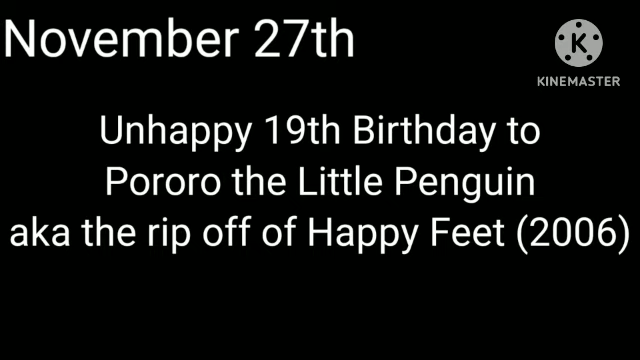 November 27th
KINEMASTER
Unhappy 19th Birthday to
Pororo the Little Penguin
aka the rip off of Happy Feet (2006)